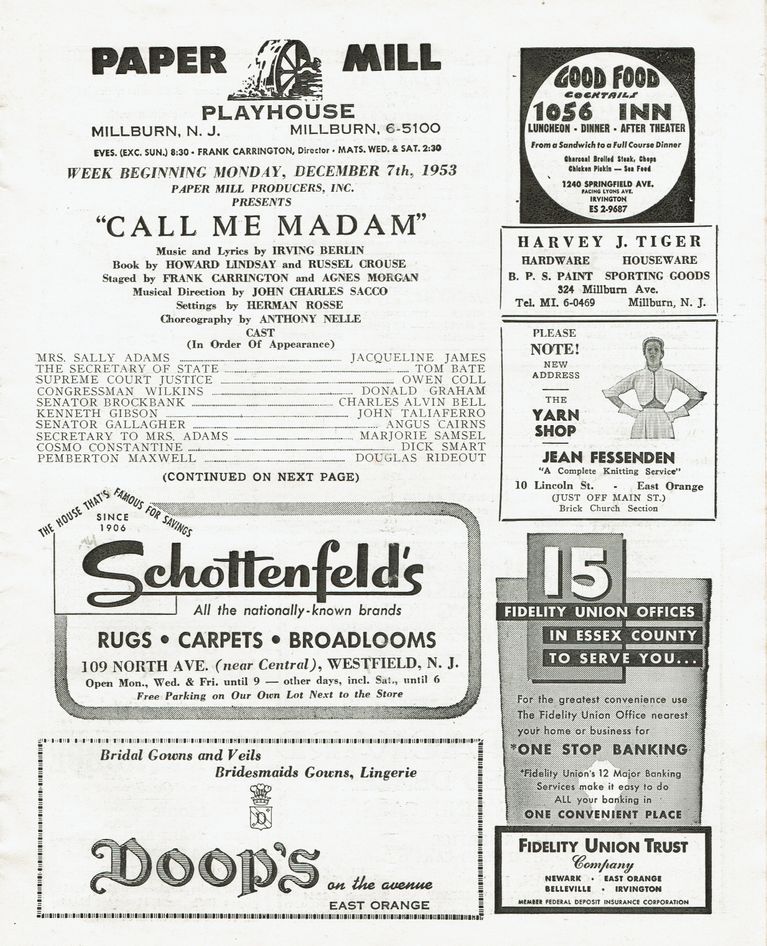 PAPER MILL
PLAYHOUSE
MILLBURN, N. J. MILLBURN, 6-5100
EVES. (EXC. SUN.) 8:30 • FRANK CARRINGTON, Director • MATS. WED. & SAT. 2:30
WEEK BEGINNING MONDAY, DECEMBER 7th, 1953
PAPER MILL PRODUCERS, INC.
PRESENTS
"CALL ME MADAM"
Music and Lyrics by IRVING BERLIN
Book by HOWARD LINDSAY and RUSSEL CROUSE
Staged by FRANK CARRINGTON and AGNES MORGAN
Musical Direction by JOHN CHARLES SACCO
Settings by HERMAN ROSSE
Choreography by ANTHONY NELLE
CAST
(In Order Of Appearance)
MRS. SALLY ADAMS JACQUELINE JAMES
THE SECRETARY OF STATE TOM BATE
SUPREME COURT JUSTICE OWEN COLL
CONGRESSMAN WILKINS DONALD GRAHAM
SENATOR BROCKBANK CHARLES ALVIN BELL
KENNETH GIBSON JOHN TALIAFERRO
SENATOR GALLAGHER ANGUS CAIRNS
SECRETARY TO MRS. ADAMS MARJORIE SAMSEL
COSMO CONSTANTINE DICK SMART
PEMBERTON MAXWELL DOUGLAS RIDEOUT
(CONTINUED ON NEXT PAGE)
THE HOUSE THAT'S FAMOUS FOR SAVINGS
SINCE
1906
Schottenfeld's
All the nationally-known brands
RUGS • CARPETS • BROADLOOMS
109 NORTH AVE. (near Central), WESTFIELD, N. J.
Open Mon., Wed. & Fri. until 9 — other days, incl. Sat., until 6
Free Parking on Our Own Lot Next to the Store
Bridal Gowns and Veils
Bridesmaids Gowns, Lingerie
D
Doop's
on the avenue
EAST ORANGE
GOOD FOOD
COCKTAILS
1056 INN
LUNCHEON • DINNER • AFTER THEATER
From a Sandwich to a Full Course Dinner
Charcoal Broiled Steak, Chops
Chicken Pickin — Sea Food
1240 SPRINGFIELD AVE.
FACING LYONS AVE.
IRVINGTON
ES 2-9687
HARVEY J. TIGER
HARDWARE HOUSEWARE
B. P. S. PAINT SPORTING GOODS
324 Millburn Ave.
Tel. MI. 6-0469 Millburn, N. J.
PLEASE
NOTE!
NEW
ADDRESS
THE
YARN
SHOP
JEAN FESSENDEN
"A Complete Knitting Service"
10 Lincoln St. - East Orange
(JUST OFF MAIN ST.)
Brick Church Section
15
FIDELITY UNION OFFICES
IN ESSEX COUNTY
TO SERVE YOU...
For the greatest convenience use
The Fidelity Union Office nearest
your home or business for
*ONE STOP BANKING
*Fidelity Union's 12 Major Banking
Services make it easy to do
ALL your banking in
ONE CONVENIENT PLACE
FIDELITY UNION TRUST
Company
NEWARK • EAST ORANGE
BELLEVILLE • IRVINGTON
MEMBER FEDERAL DEPOSIT INSURANCE CORPORATION